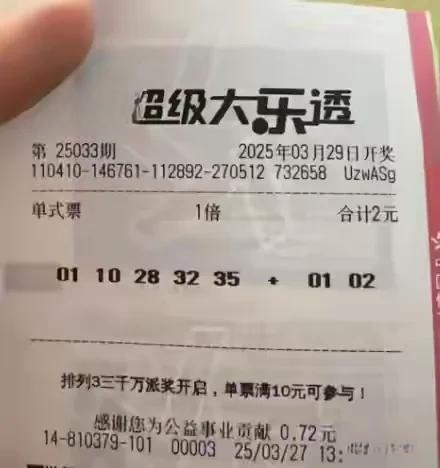 超级大乐透
第 25033期 2025年03月29日开奖
110410-146761-112892-270512 732658 UzwASg
单式票 1倍 合计2元
01 10 28 32 35 + 01 02
排列3三千万派奖开启，单票满10元可参与！
感谢您为公益事业贡献 0.72元
14-810379-101 00003 25/03/27 13: